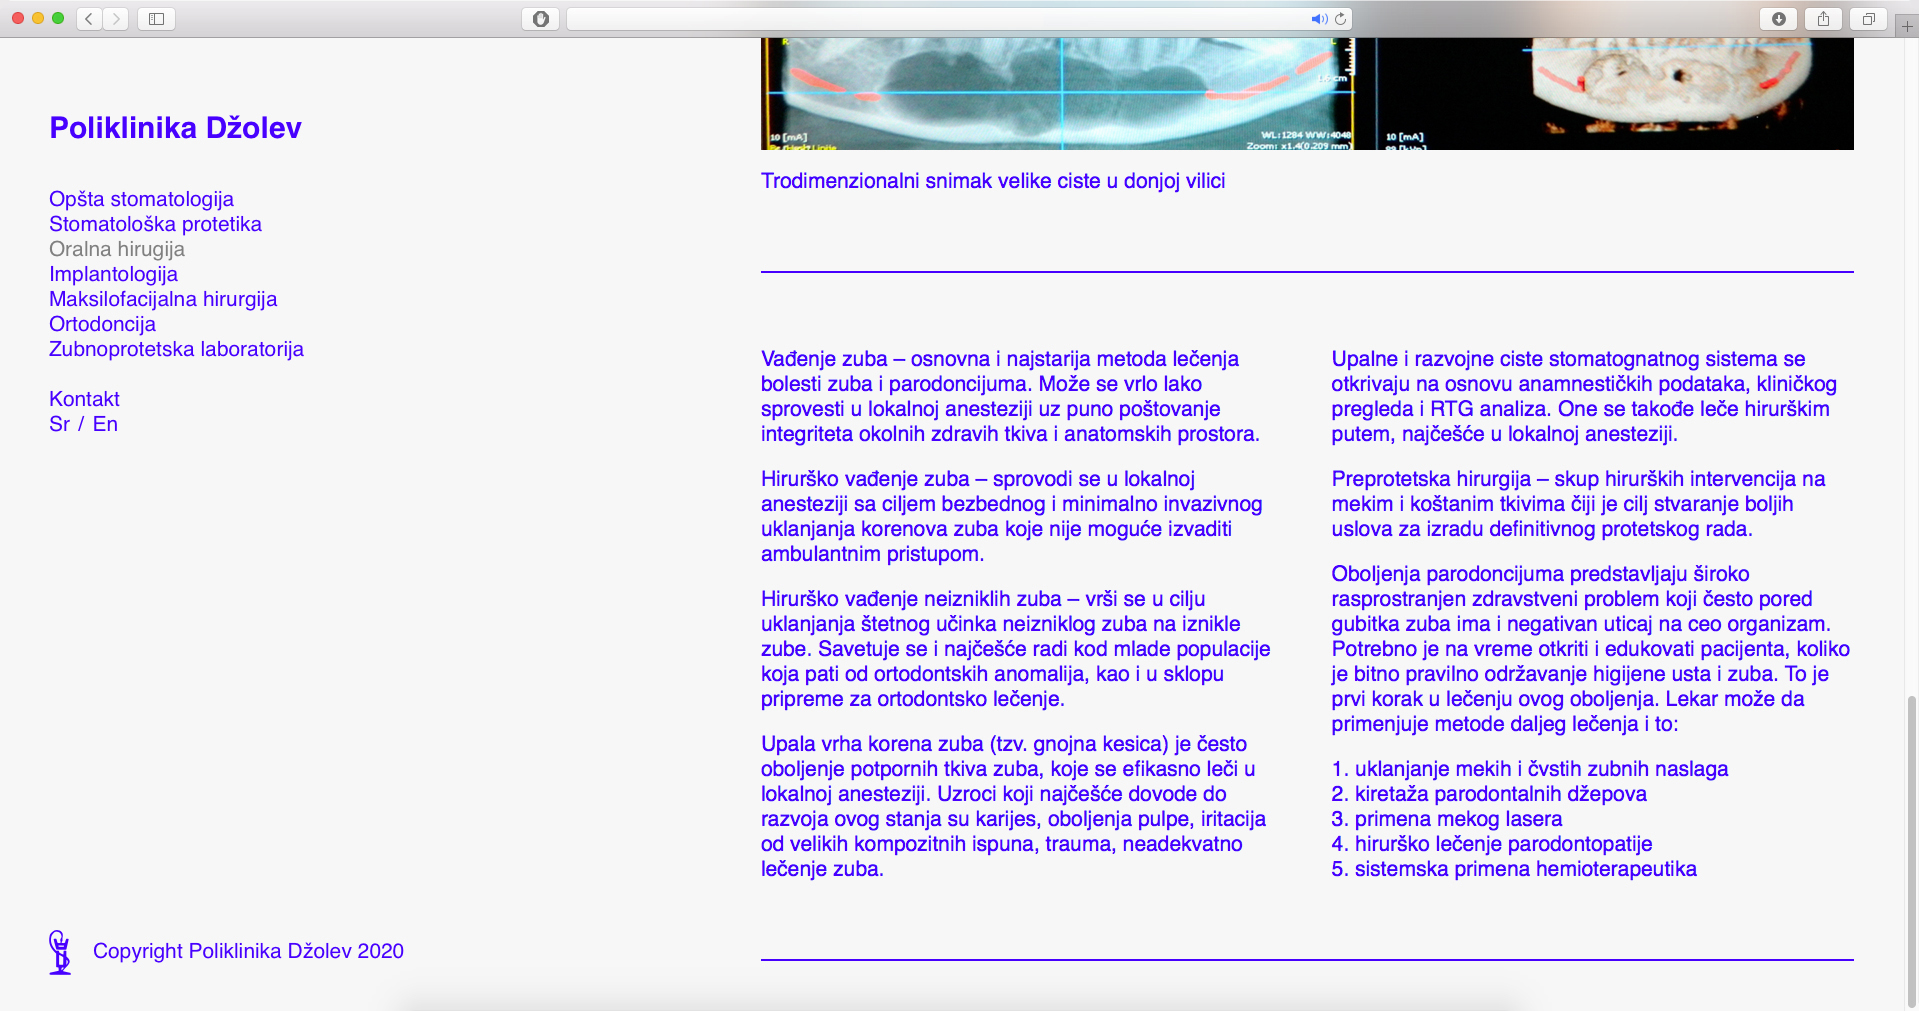 Poliklinika Džolev
Opšta stomatologija
Stomatološka protetika
Oralna hirugija
Implantologija
Maksilofacijalna hirurgija
Ortodoncija
Zubnoprotetska laboratorija
Kontakt
Sr / En
Copyright Poliklinika Džolev 2020
R
L
1.6 cm
10 [mA]
WL:1284 WW:4048
Zoom: x1.4(0.209 mm)
10 [mA]
Trodimenzionalni snimak velike ciste u donjoj vilici
Vađenje zuba – osnovna i najstarija metoda lečenja
bolesti zuba i parodoncijuma. Može se vrlo lako
sprovesti u lokalnoj anesteziji uz puno poštovanje
integriteta okolnih zdravih tkiva i anatomskih prostora.
Hirurško vađenje zuba – sprovodi se u lokalnoj
anesteziji sa ciljem bezbednog i minimalno invazivnog
uklanjanja korenova zuba koje nije moguće izvaditi
ambulantnim pristupom.
Hirurško vađenje neizniklih zuba – vrši se u cilju
uklanjanja štetnog učinka neizniklog zuba na iznikle
zube. Savetuje se i najčešće radi kod mlade populacije
koja pati od ortodontskih anomalija, kao i u sklopu
pripreme za ortodontsko lečenje.
Upala vrha korena zuba (tzv. gnojna kesica) je često
oboljenje potpornih tkiva zuba, koje se efikasno leči u
lokalnoj anesteziji. Uzroci koji najčešće dovode do
razvoja ovog stanja su karijes, oboljenja pulpe, iritacija
od velikih kompozitnih ispuna, trauma, neadekvatno
lečenje zuba.
Upalne i razvojne ciste stomatognatnog sistema se
otkrivaju na osnovu anamnestičkih podataka, kliničkog
pregleda i RTG analiza. One se takođe leče hirurškim
putem, najčešće u lokalnoj anesteziji.
Preprotetska hirurgija – skup hirurških intervencija na
mekim i koštanim tkivima čiji je cilj stvaranje boljih
uslova za izradu definitivnog protetskog rada.
Oboljenja parodoncijuma predstavljaju široko
rasprostranjen zdravstveni problem koji često pored
gubitka zuba ima i negativan uticaj na ceo organizam.
Potrebno je na vreme otkriti i edukovati pacijenta, koliko
je bitno pravilno održavanje higijene usta i zuba. To je
prvi korak u lečenju ovog oboljenja. Lekar može da
primenjuje metode daljeg lečenja i to:
1. uklanjanje mekih i čvstih zubnih naslaga
2. kiretaža parodontalnih džepova
3. primena mekog lasera
4. hirurško lečenje parodontopatije
5. sistemska primena hemioterapeutika